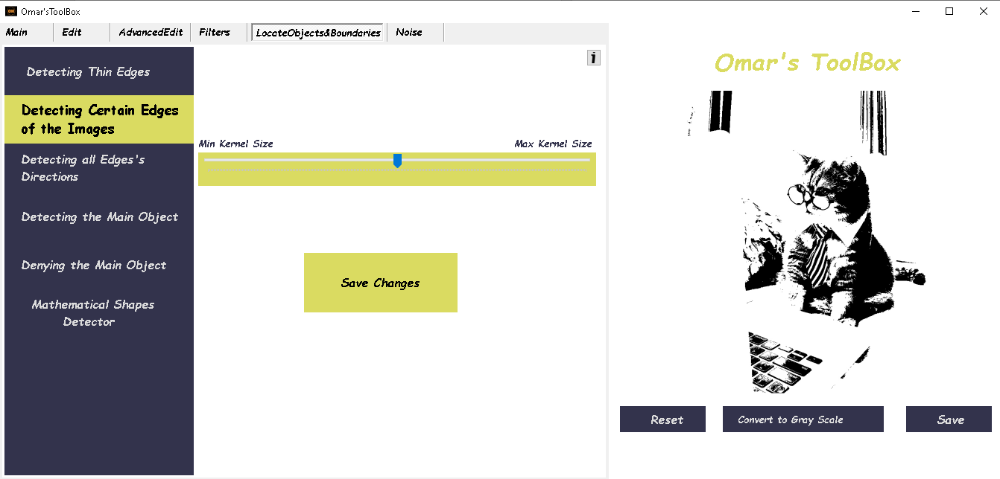 OM Omar'sToolBox
Main Edit AdvancedEdit Filters LocateObjects&Boundaries Noise
Detecting Thin Edges
Detecting Certain Edges
of the Images
Detecting all Edges's
Directions
Detecting the Main Object
Denying the Main Object
Mathematical Shapes
Detector
i
Min Kernel Size Max Kernel Size
Save Changes
Omar's ToolBox
Reset Convert to Gray Scale Save